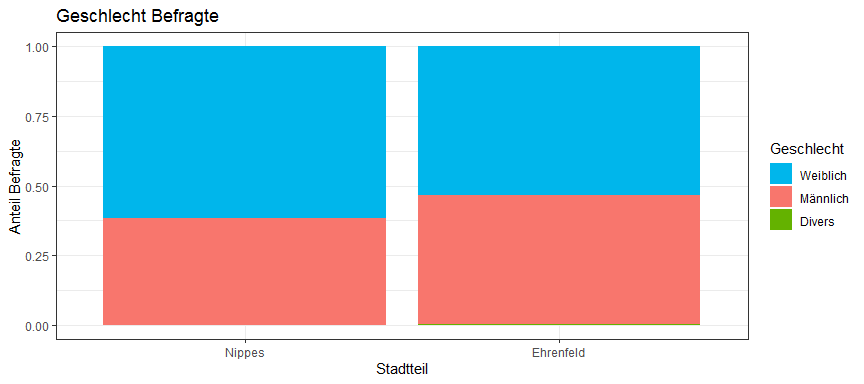 Geschlecht Befragte
Anteil Befragte
1.00
0.75
0.50
0.25
0.00
Nippes
Ehrenfeld
Stadtteil
Geschlecht
Weiblich
Männlich
Divers